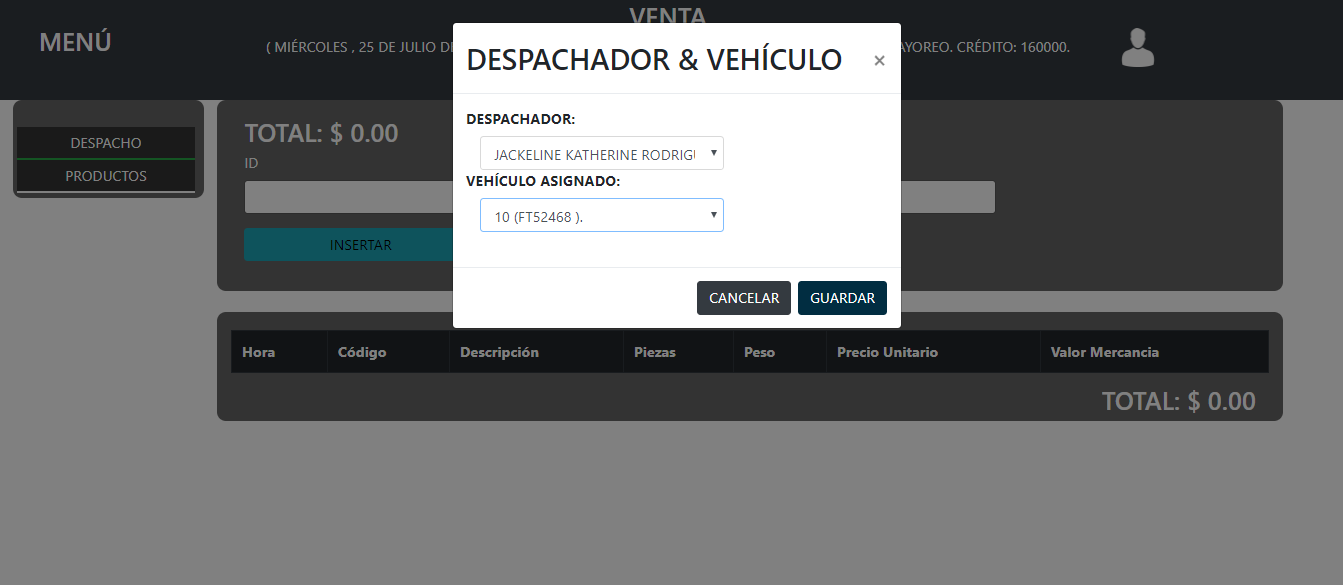 VENTA
MENÚ
( MIÉRCOLES , 25 DE JULIO DE
AYOREO. CRÉDITO: 160000.
DESPACHADOR & VEHÍCULO
×
DESPACHADOR:
JACKELINE KATHERINE RODRIGU
VEHÍCULO ASIGNADO:
10 (FT52468 ).
CANCELAR GUARDAR
DESPACHO
PRODUCTOS
TOTAL: $ 0.00
ID
INSERTAR
Hora Código Descripción Piezas Peso Precio Unitario Valor Mercancia
TOTAL: $ 0.00